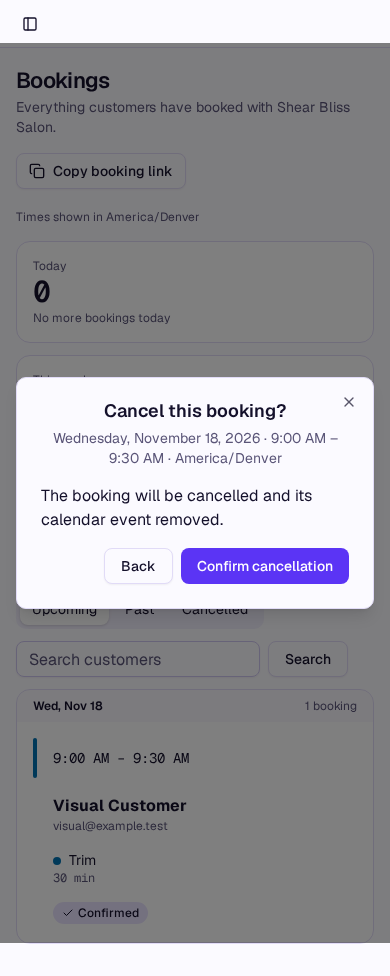 Bookings
Everything customers have booked with Shear Bliss
Salon.
Copy booking link
Times shown in America/Denver
Today
0
No more bookings today
Cancel this booking?
Wednesday, November 18, 2026 · 9:00 AM –
9:30 AM · America/Denver
The booking will be cancelled and its
calendar event removed.
Back
Confirm cancellation
Upcoming
Past
Cancelled
Search customers
Search
Wed, Nov 18
1 booking
9:00 AM – 9:30 AM
Visual Customer
visual@example.test
Trim
30 min
Confirmed